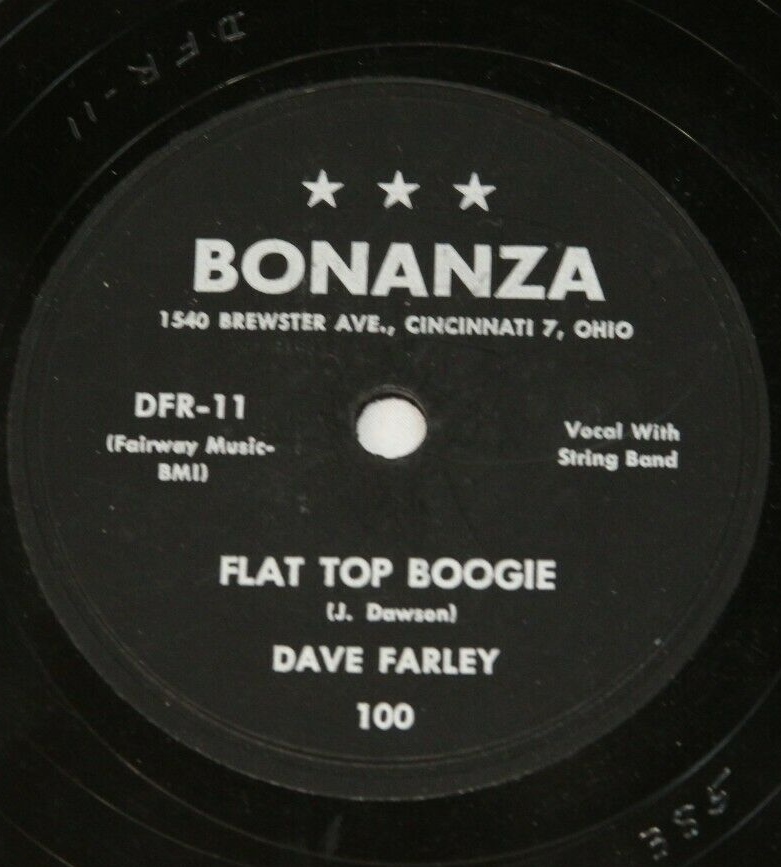 DFR-11
★ ★ ★
BONANZA
1540 BREWSTER AVE., CINCINNATI 7, OHIO
DFR-11
(Fairway Music-
BMI)
Vocal With
String Band
FLAT TOP BOOGIE
(J. Dawson)
DAVE FARLEY
100